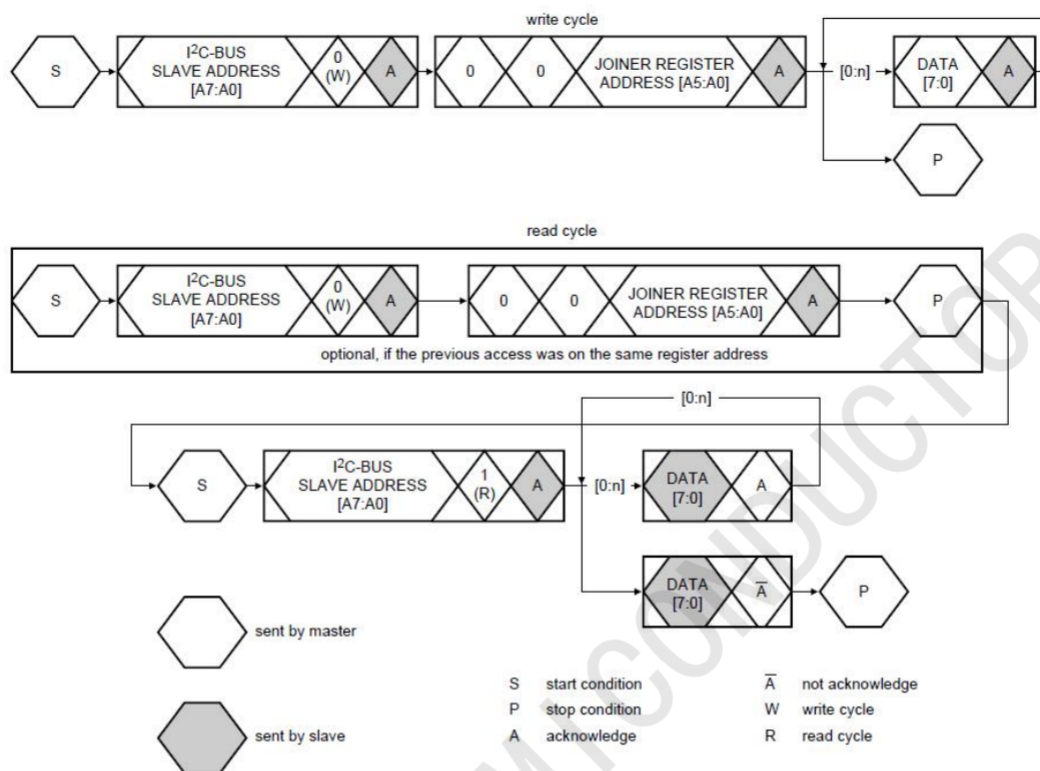 write cycle
S
I²C-BUS
SLAVE ADDRESS
[A7:A0]
0
(W)
A
0
0
JOINER REGISTER
ADDRESS [A5:A0]
A
[0:n]
DATA
[7:0]
A
P
read cycle
S
I²C-BUS
SLAVE ADDRESS
[A7:A0]
0
(W)
A
0
0
JOINER REGISTER
ADDRESS [A5:A0]
A
P
optional, if the previous access was on the same register address
[0:n]
S
I²C-BUS
SLAVE ADDRESS
[A7:A0]
1
(R)
A
[0:n]
DATA
[7:0]
A
DATA
[7:0]
A̅
P
sent by master
sent by slave
S start condition
P stop condition
A acknowledge
A̅ not acknowledge
W write cycle
R read cycle
MICONDUCTOR